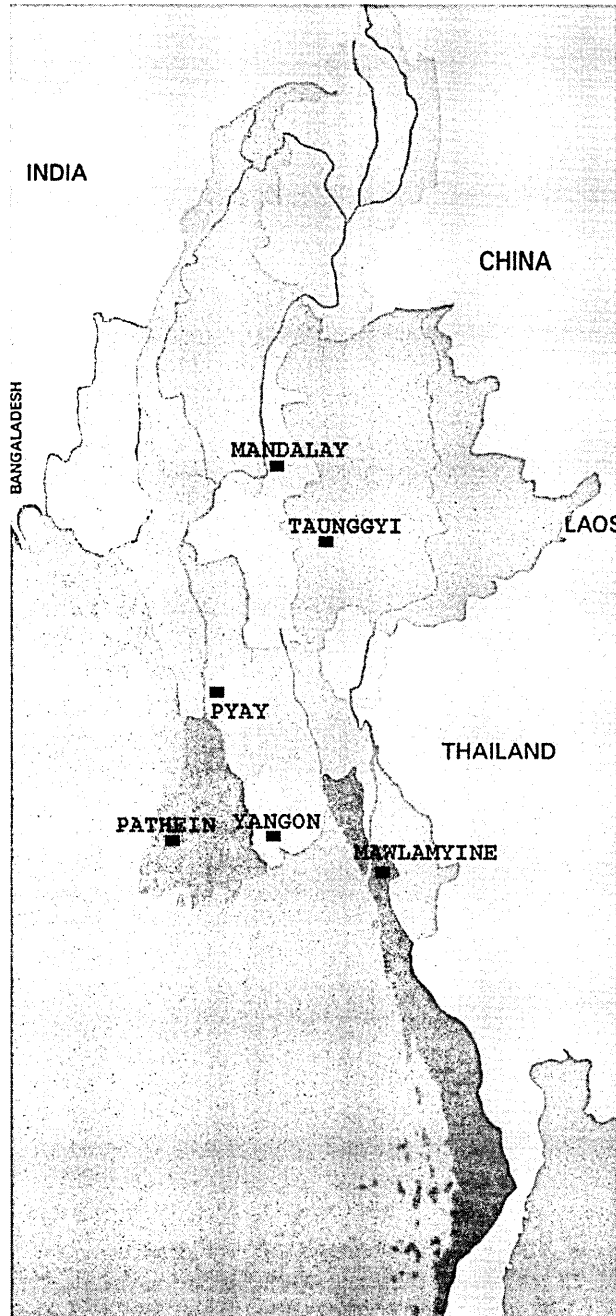 INDIA
CHINA
BANGALADESH
MANDALAY
TAUNGGYI
LAOS
PYAY
THAILAND
PATHEIN
YANGON
MAWLAMYINE